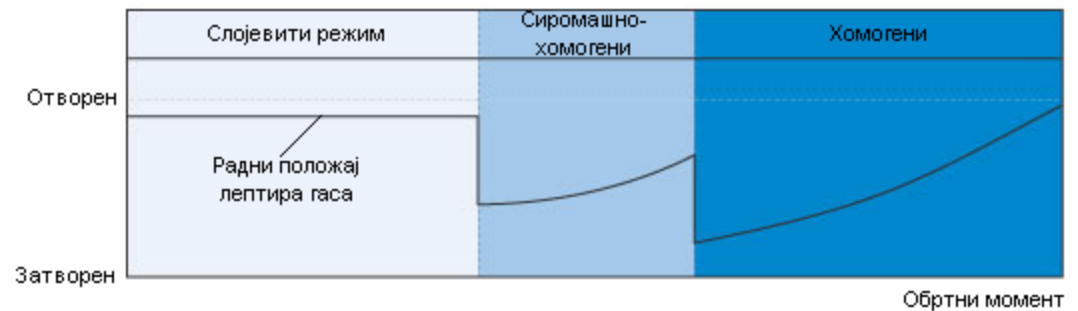 Слојевити режим
Сиромашно-
хомогени
Хомогени
Отворен
Радни положај
лептира гаса
Затворен
Обртни момент